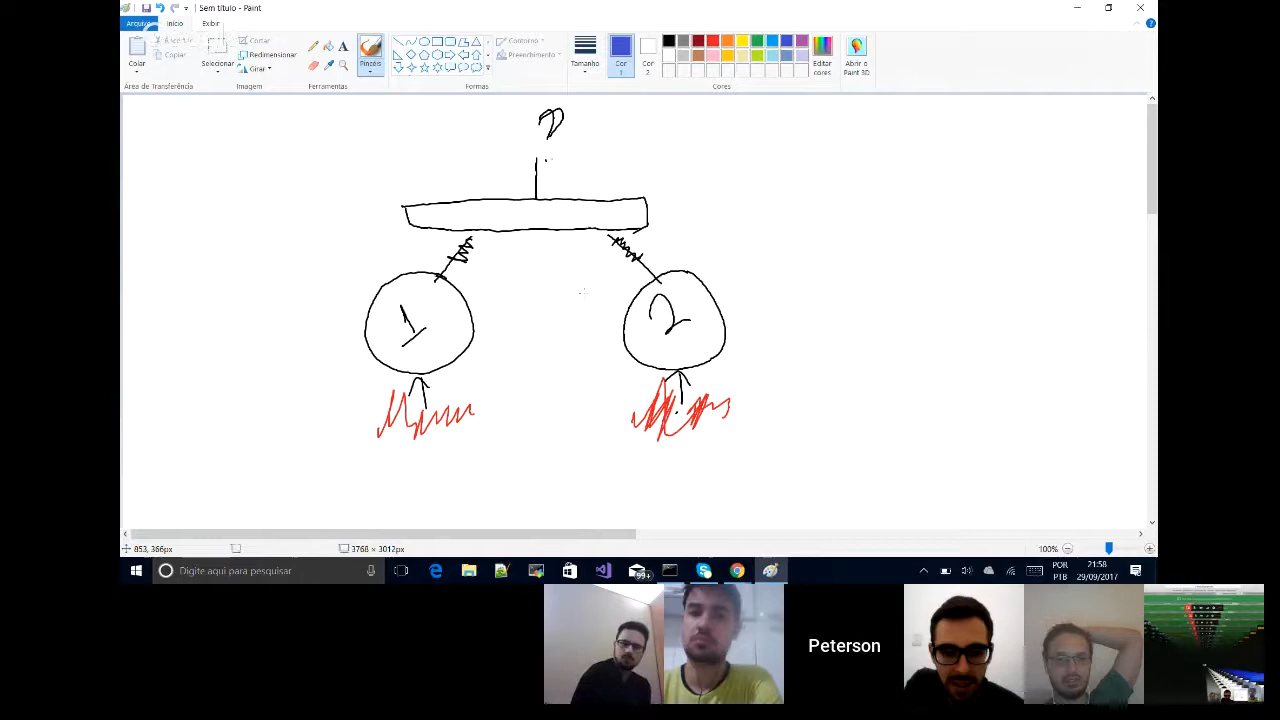 Sem título - Paint
Arquivo Início Exibir
Colar
Recortar
Copiar
Área de Transferência
Selecionar
Cortar
Redimensionar
Girar
Imagem
Ferramentas
Pincéis
Contorno
Preenchimento
Formas
Tamanho
Cor
1
Cor
2
Editar
cores
Cores
Abrir o
Paint 3D
?
1 2
853, 366px
3768 × 3012px
100%
Digite aqui para pesquisar
99+
POR
PTB
21:58
29/09/2017
Peterson